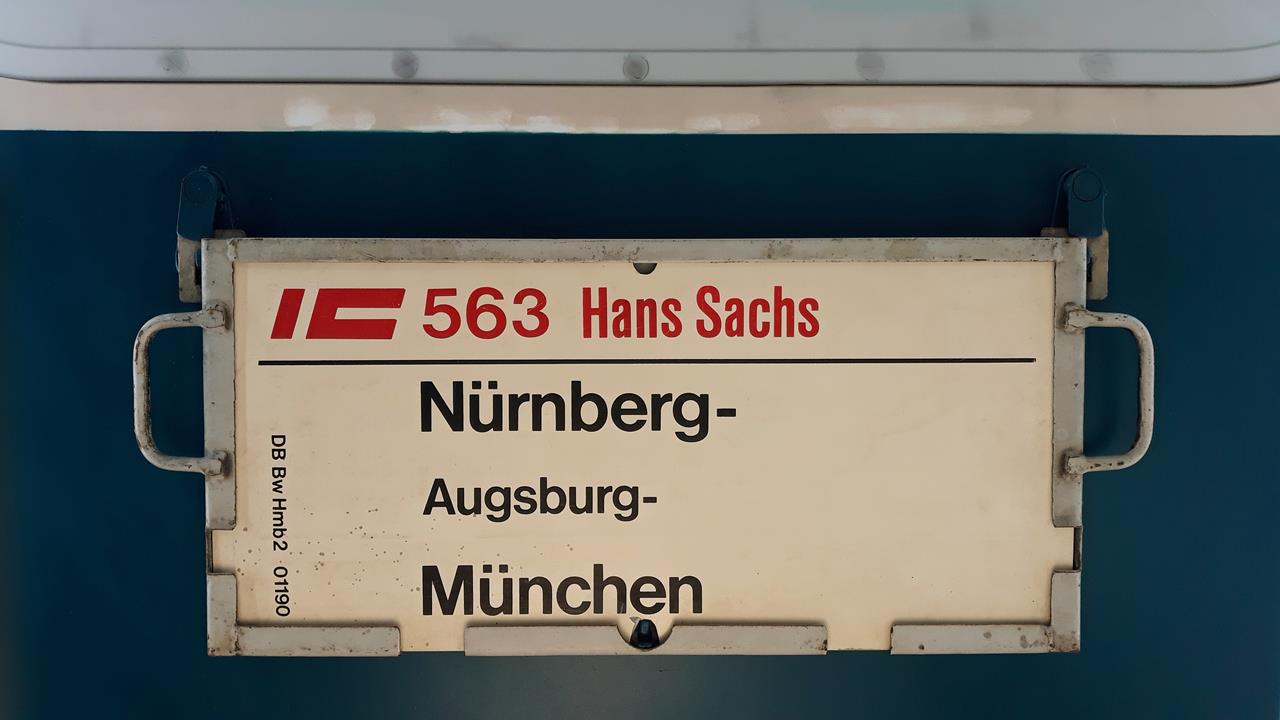 IC 563 Hans Sachs
Nürnberg-
Augsburg-
München
DB Bw Hmb2 01190